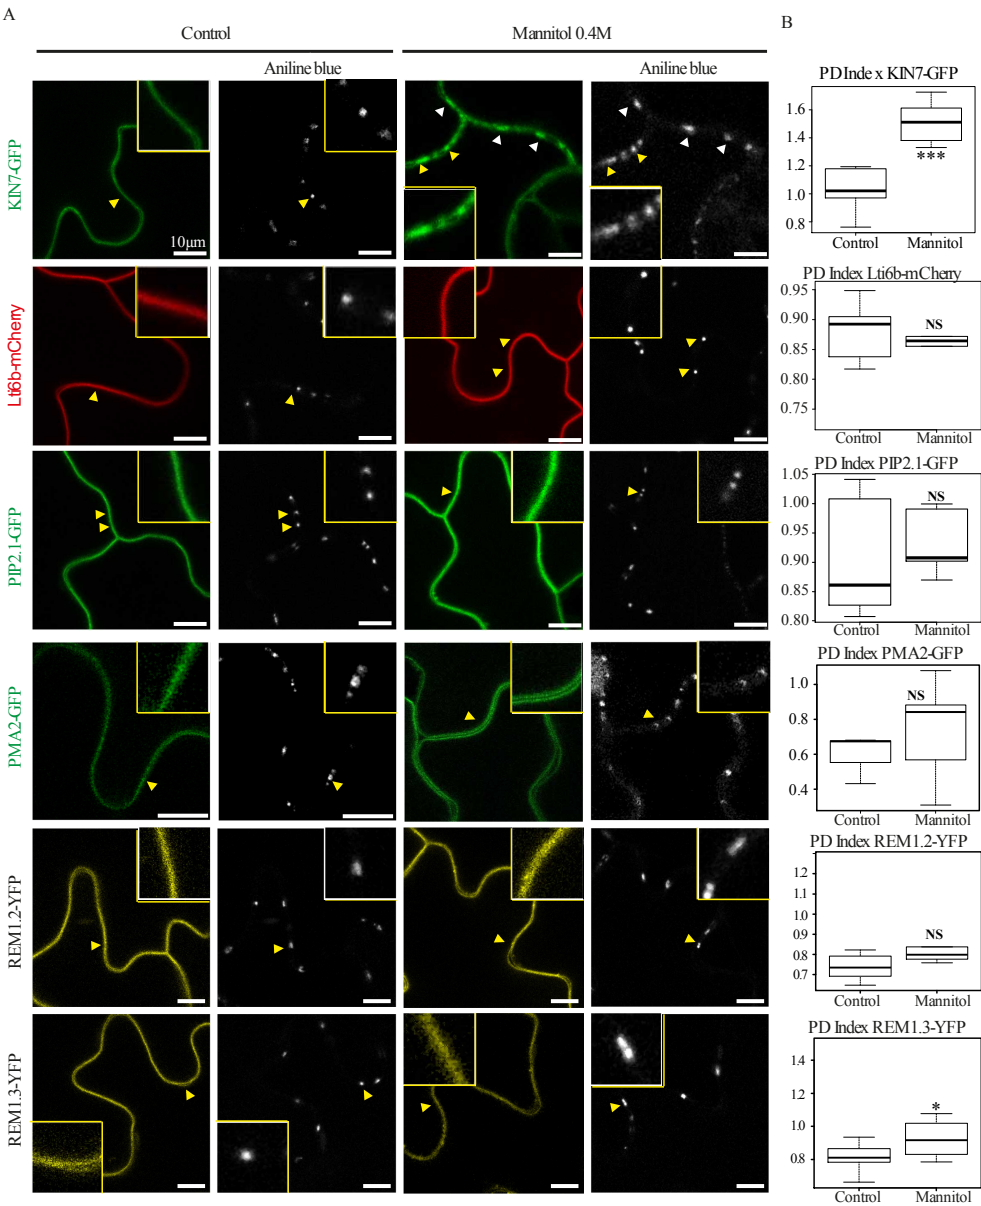 A
B
Control
Mannitol 0.4M
Aniline blue
Aniline blue
KIN7-GFP
10µm
PD Inde x KIN7-GFP
1.6
1.4
1.2
1.0
0.8
***
Control Mannitol
Lti6b-mCherry
PD Index Lti6b-mCherry
0.95
0.90
0.85
0.80
0.75
NS
Control Mannitol
PIP2.1-GFP
PD Index PIP2.1-GFP
1.05
1.00
0.95
0.90
0.85
0.80
NS
Control Mannitol
PMA2-GFP
PD Index PMA2-GFP
1.0
0.8
0.6
0.4
NS
Control Mannitol
REM1.2-YFP
PD Index REM1.2-YFP
1.2
1.1
1.0
0.9
0.8
0.7
NS
Control Mannitol
REM1.3-YFP
PD Index REM1.3-YFP
1.4
1.0
0.8
*
Control Mannitol